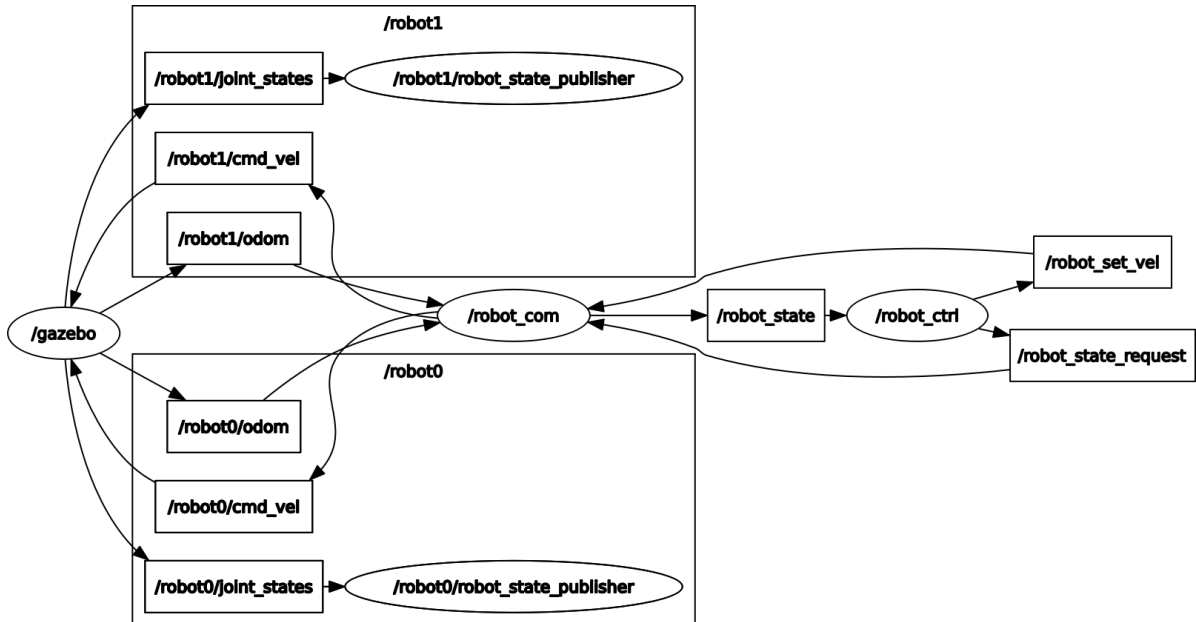 /robot1
/robot1/joint_states
/robot1/robot_state_publisher
/robot1/cmd_vel
/robot1/odom
/robot_set_vel
/gazebo
/robot_com
/robot_state
/robot_ctrl
/robot_state_request
/robot0
/robot0/odom
/robot0/cmd_vel
/robot0/joint_states
/robot0/robot_state_publisher